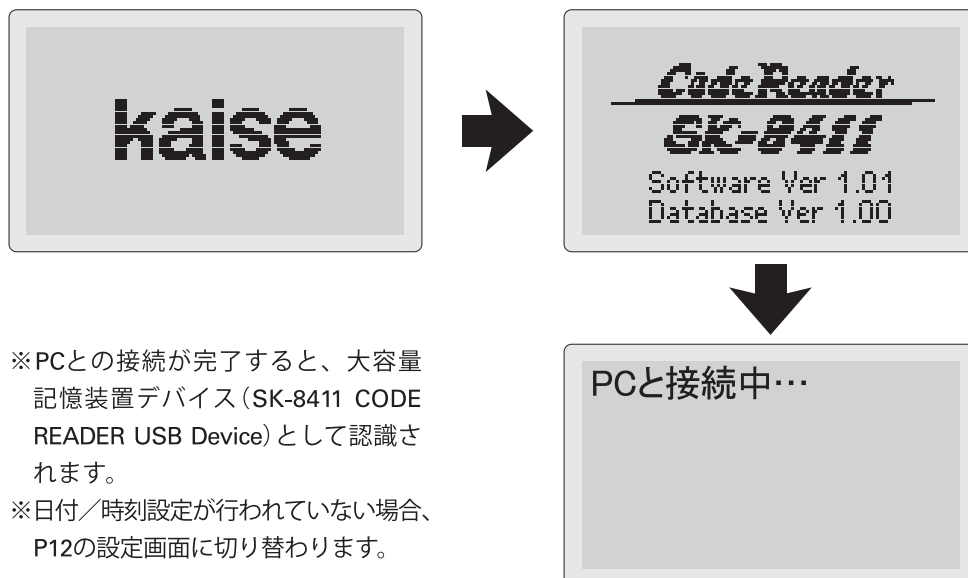 kaise
CodeReader
SK-8411
Software Ver 1.01
Database Ver 1.00
PCと接続中…
※PCとの接続が完了すると、大容量
記憶装置デバイス(SK-8411 CODE
READER USB Device)として認識さ
れます。
※日付／時刻設定が行われていない場合、
P12の設定画面に切り替わります。